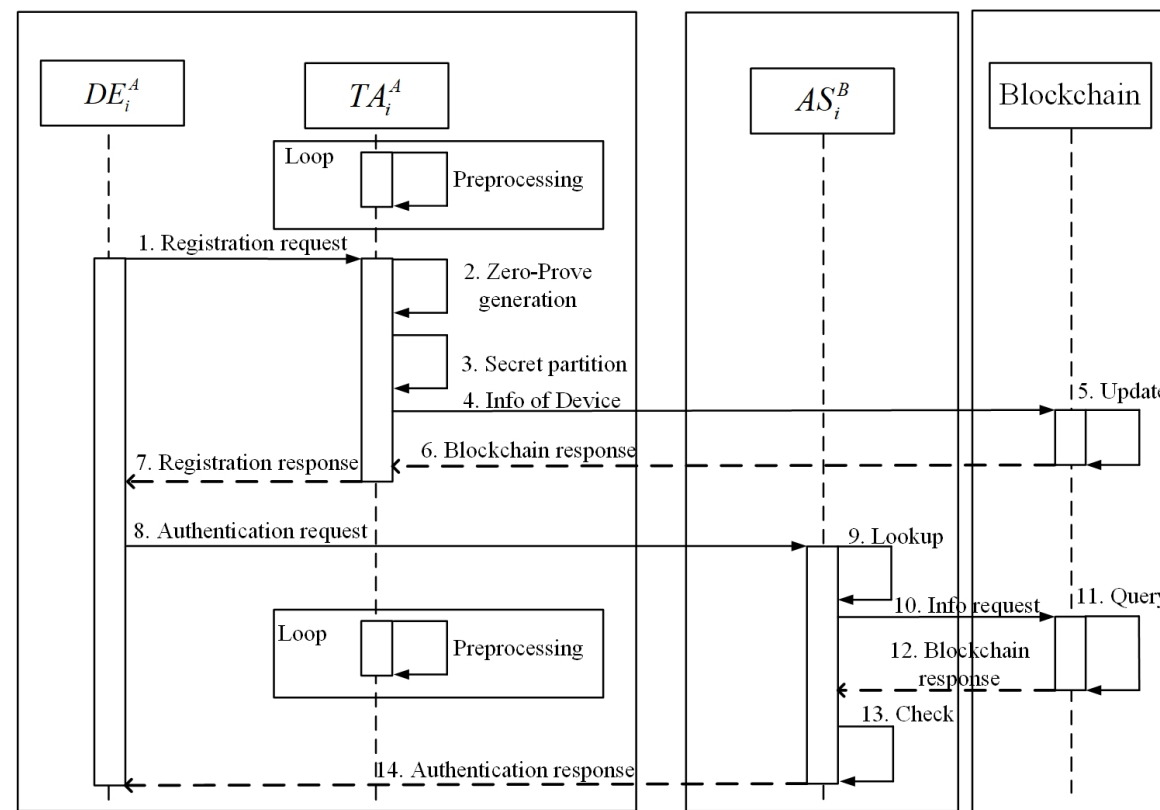 DE_i^A
TA_i^A
AS_i^B
Blockchain
Loop
Preprocessing
1. Registration request
2. Zero-Prove
generation
3. Secret partition
4. Info of Device
5. Update
6. Blockchain response
7. Registration response
8. Authentication request
9. Lookup
10. Info request
11. Query
Loop
Preprocessing
12. Blockchain
response
13. Check
14. Authentication response